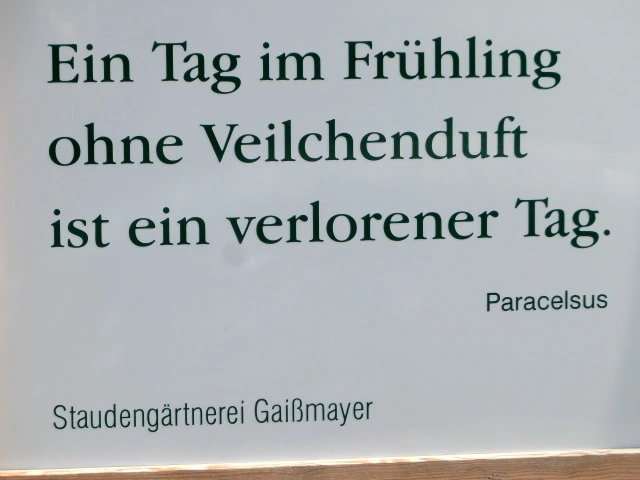 Ein Tag im Frühling
ohne Veilchenduft
ist ein verlorener Tag.
Paracelsus
Staudengärtnerei Gaißmayer